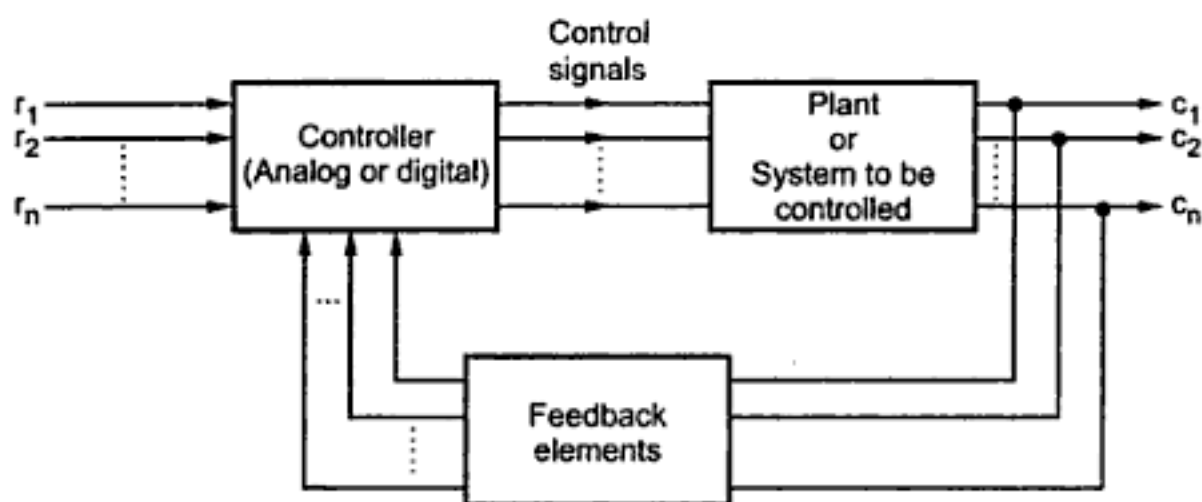 Control
signals
r1
r2
rn
Controller
(Analog or digital)
Plant
or
System to be
controlled
c1
c2
cn
Feedback
elements